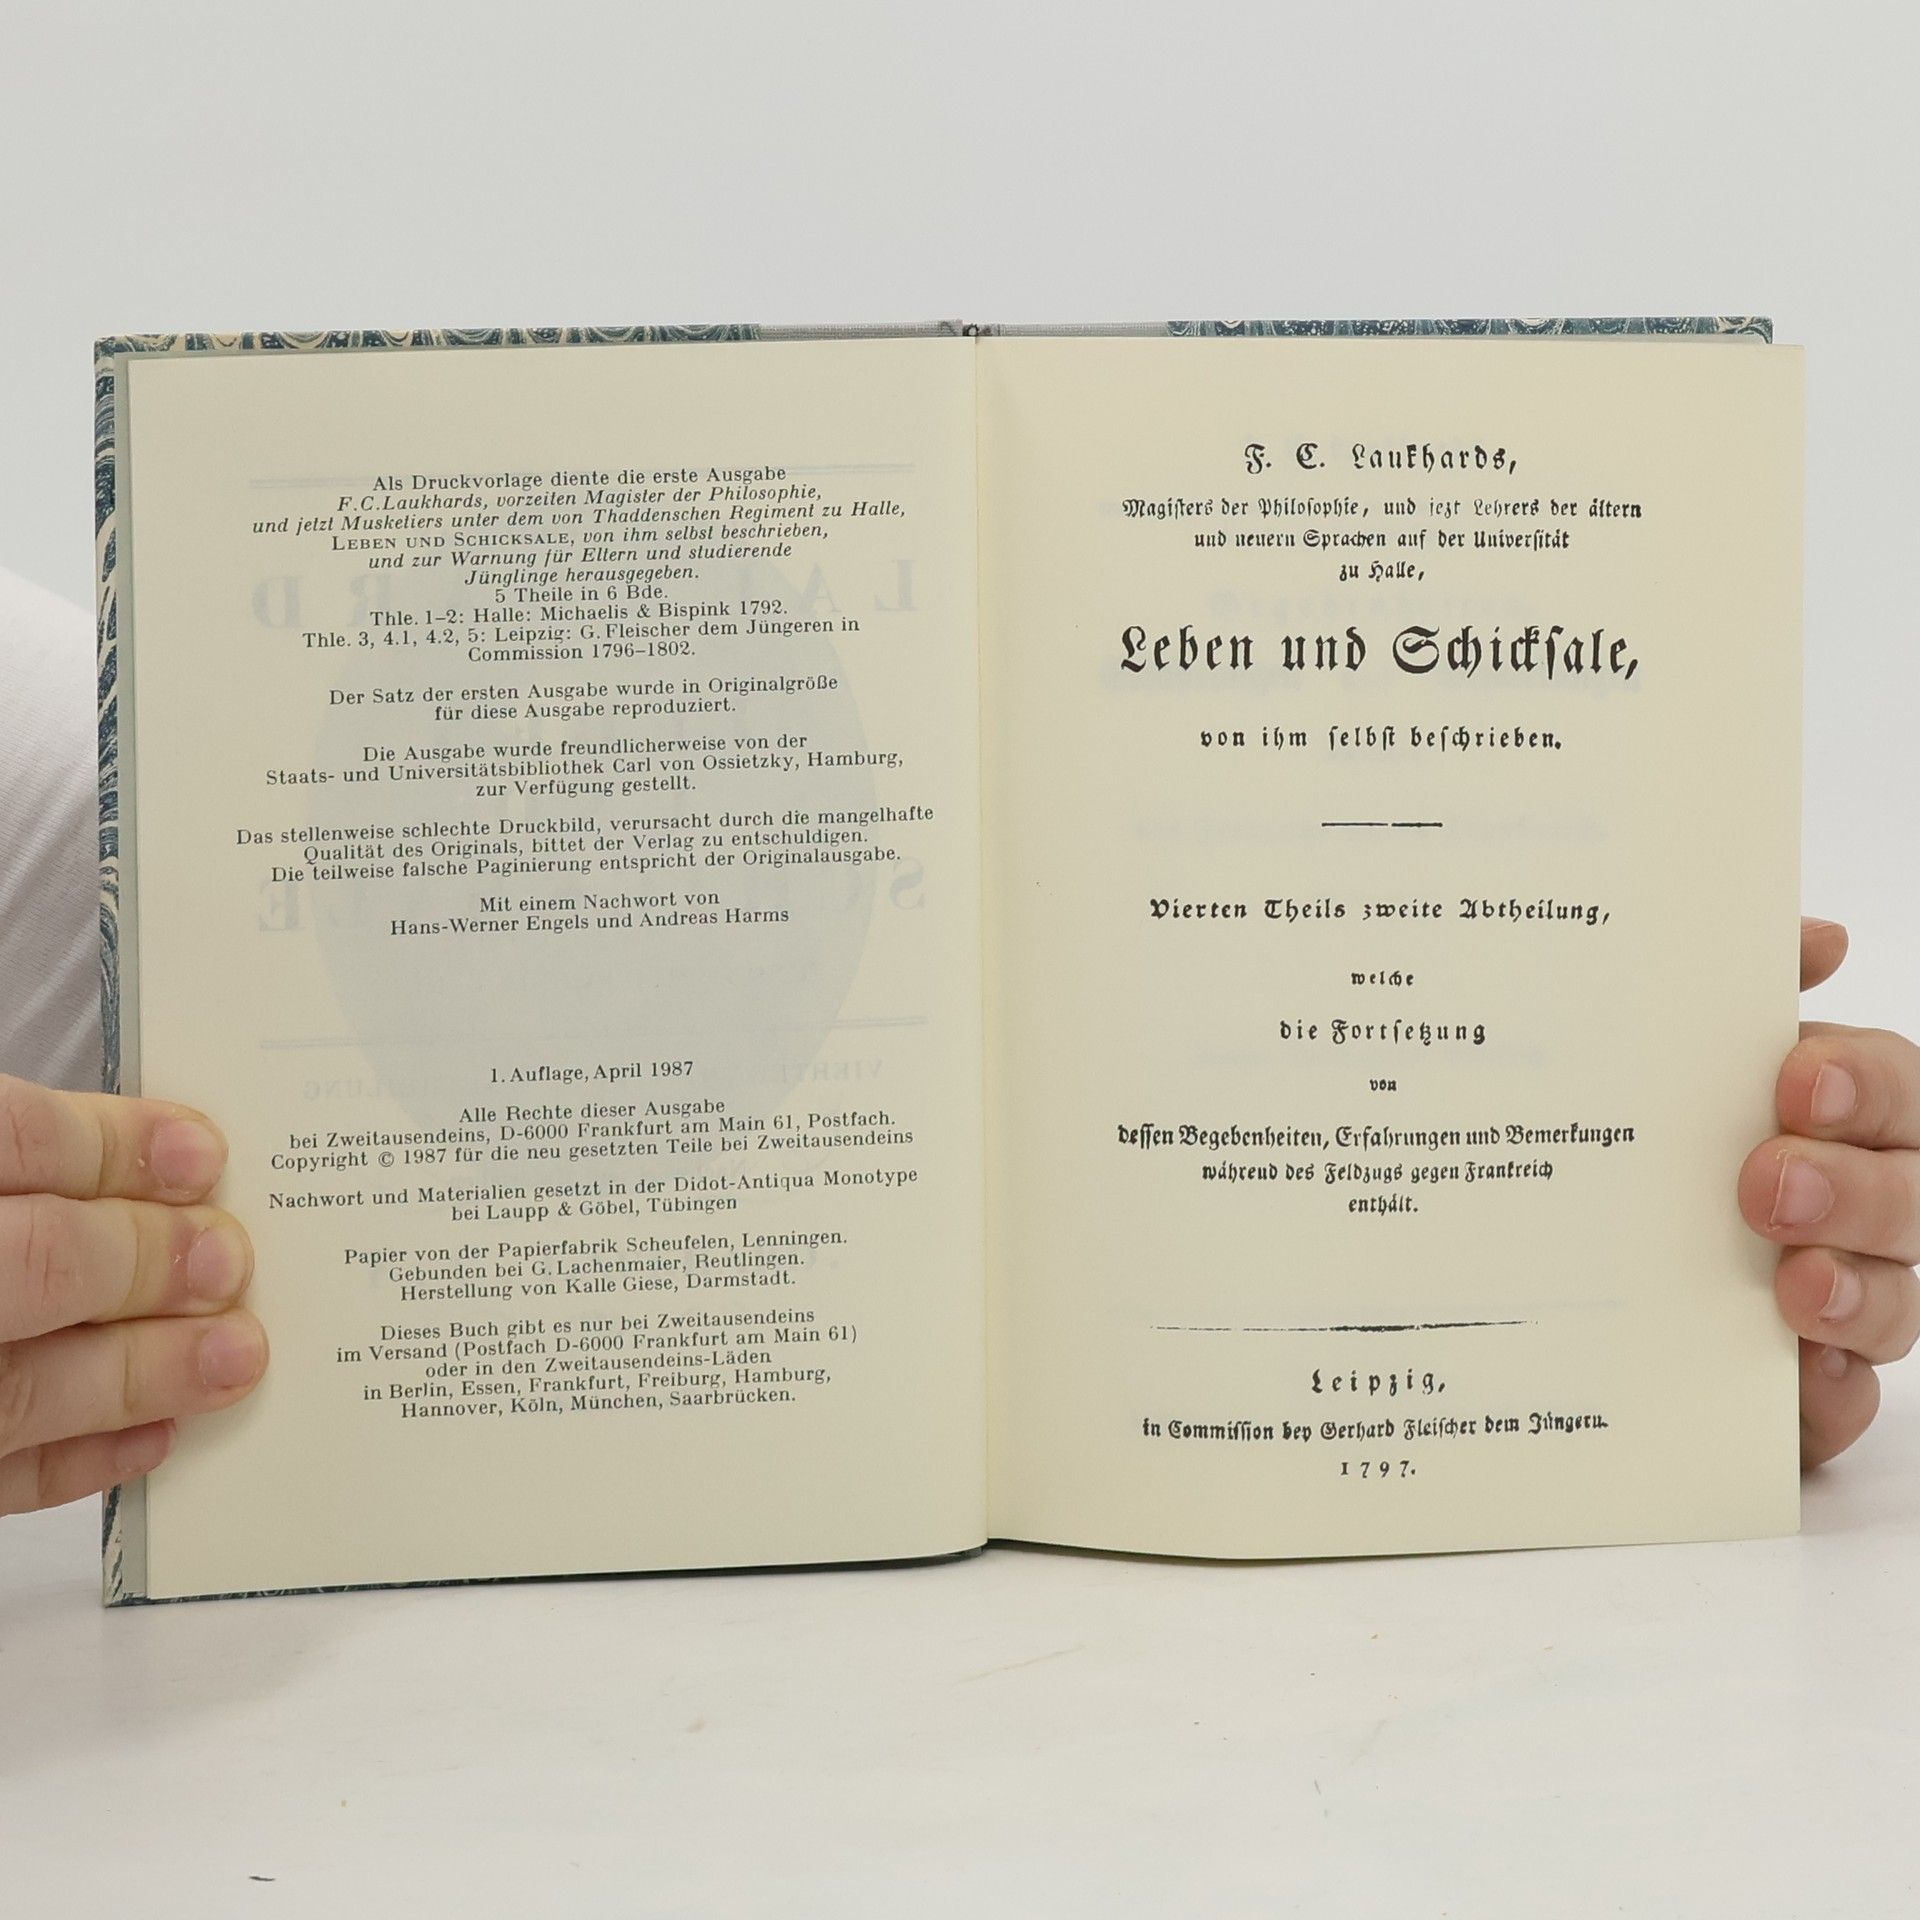 Als Druckvorlage diente die erste Ausgabe
F. C. Laukhards, vorzeiten Magister der Philosophie,
und jetzt Musketiers unter dem von Thaddenschen Regiment zu Halle,
LEBEN UND SCHICKSALE, von ihm selbst beschrieben,
und zur Warnung für Eltern und studierende
Jünglinge herausgegeben.
5 Theile in 6 Bde.
Thle. 1–2: Halle: Michaelis & Bispink 1792.
Thle. 3, 4.1, 4.2, 5: Leipzig: G. Fleischer dem Jüngeren in
Commission 1796–1802.
Der Satz der ersten Ausgabe wurde in Originalgröße
für diese Ausgabe reproduziert.
Die Ausgabe wurde freundlicherweise von der
Staats- und Universitätsbibliothek Carl von Ossietzky, Hamburg,
zur Verfügung gestellt.
Das stellenweise schlechte Druckbild, verursacht durch die mangelhafte
Qualität des Originals, bittet der Verlag zu entschuldigen.
Die teilweise falsche Paginierung entspricht der Originalausgabe.
Mit einem Nachwort von
Hans-Werner Engels und Andreas Harms
1. Auflage, April 1987
Alle Rechte dieser Ausgabe
bei Zweitausendeins, D-6000 Frankfurt am Main 61, Postfach.
Copyright © 1987 für die neu gesetzten Teile bei Zweitausendeins
Nachwort und Materialien gesetzt in der Didot-Antiqua Monotype
bei Laupp & Göbel, Tübingen
Papier von der Papierfabrik Scheufelen, Lenningen.
Gebunden bei G. Lachenmaier, Reutlingen.
Herstellung von Kalle Giese, Darmstadt.
Dieses Buch gibt es nur bei Zweitausendeins
im Versand (Postfach D-6000 Frankfurt am Main 61)
oder in den Zweitausendeins-Läden
in Berlin, Essen, Frankfurt, Freiburg, Hamburg,
Hannover, Köln, München, Saarbrücken.
F. C. Laukhards,
Magiſters der Philoſophie, und jezt Lehrers der ältern
und neuern Sprachen auf der Univerſität
zu Halle,
Leben und Schickſale,
von ihm ſelbſt beſchrieben.
Vierten Theils zweite Abtheilung,
welche
die Fortſetzung
von
deſſen Begebenheiten, Erfahrungen und Bemerkungen
während des Feldzugs gegen Frankreich
enthält.
Leipzig,
in Commiſſion bey Gerhard Fleiſcher dem Jüngern.
1797.